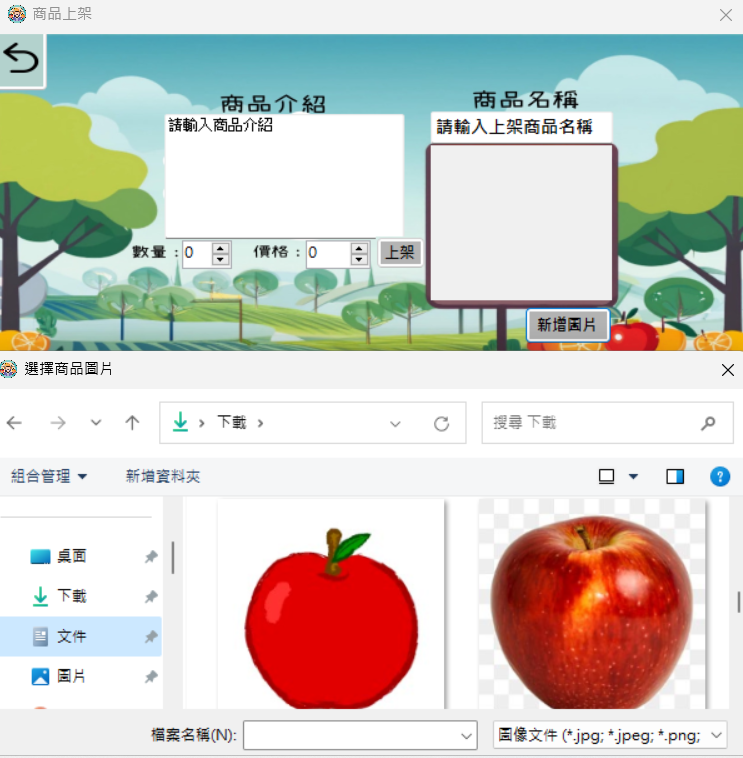 商品上架
商品介紹
商品名稱
請輸入商品介紹
請輸入上架商品名稱
數量：0
價格：0
上架
新增圖片
選擇商品圖片
下載
搜尋 下載
組合管理
新增資料夾
?
桌面
下載
文件
圖片
檔案名稱(N):
圖像文件 (*.jpg; *.jpeg; *.png;